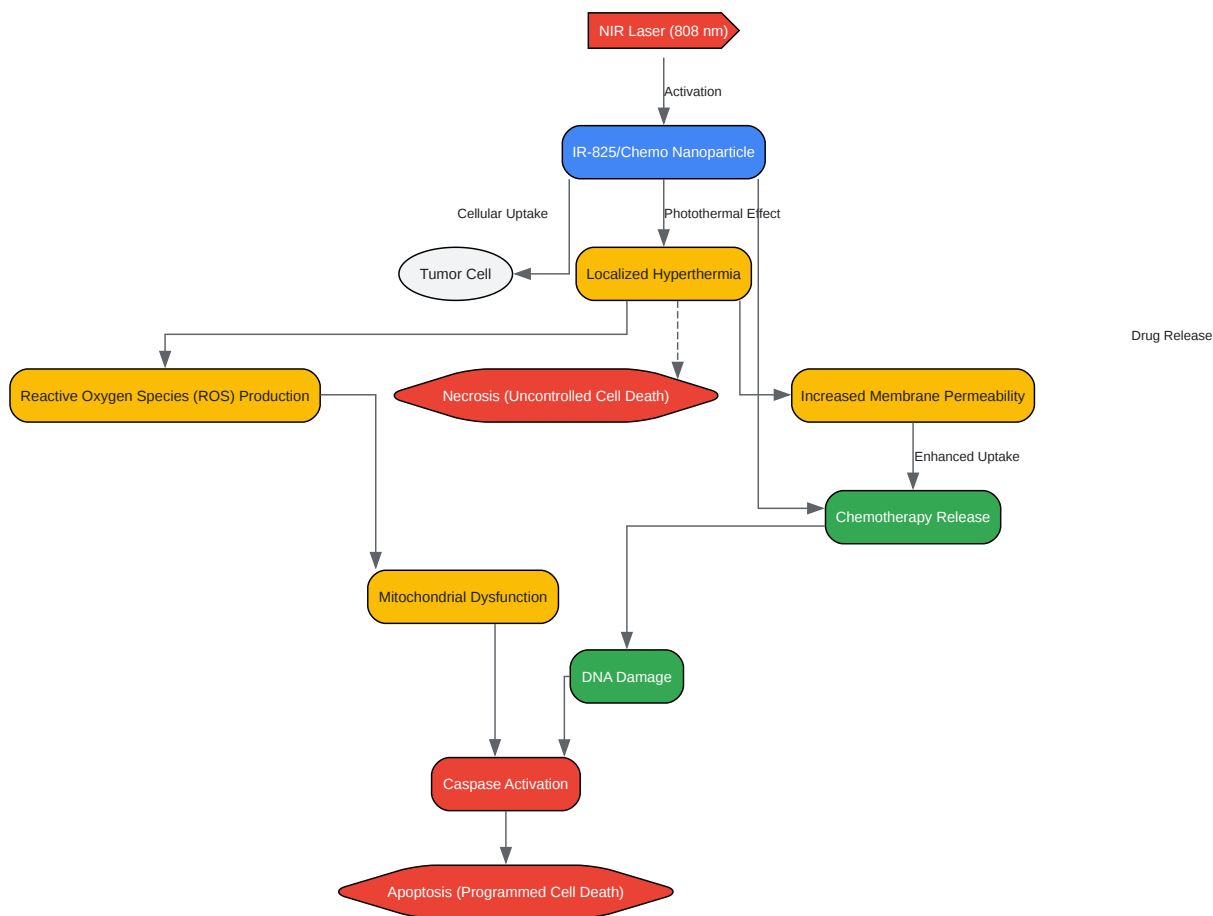 NIR Laser (808 nm)
Activation
IR-825/Chemo Nanoparticle
Cellular Uptake
Photothermal Effect
Tumor Cell
Localized Hyperthermia
Drug Release
Reactive Oxygen Species (ROS) Production
Necrosis (Uncontrolled Cell Death)
Increased Membrane Permeability
Enhanced Uptake
Chemotherapy Release
Mitochondrial Dysfunction
DNA Damage
Caspase Activation
Apoptosis (Programmed Cell Death)